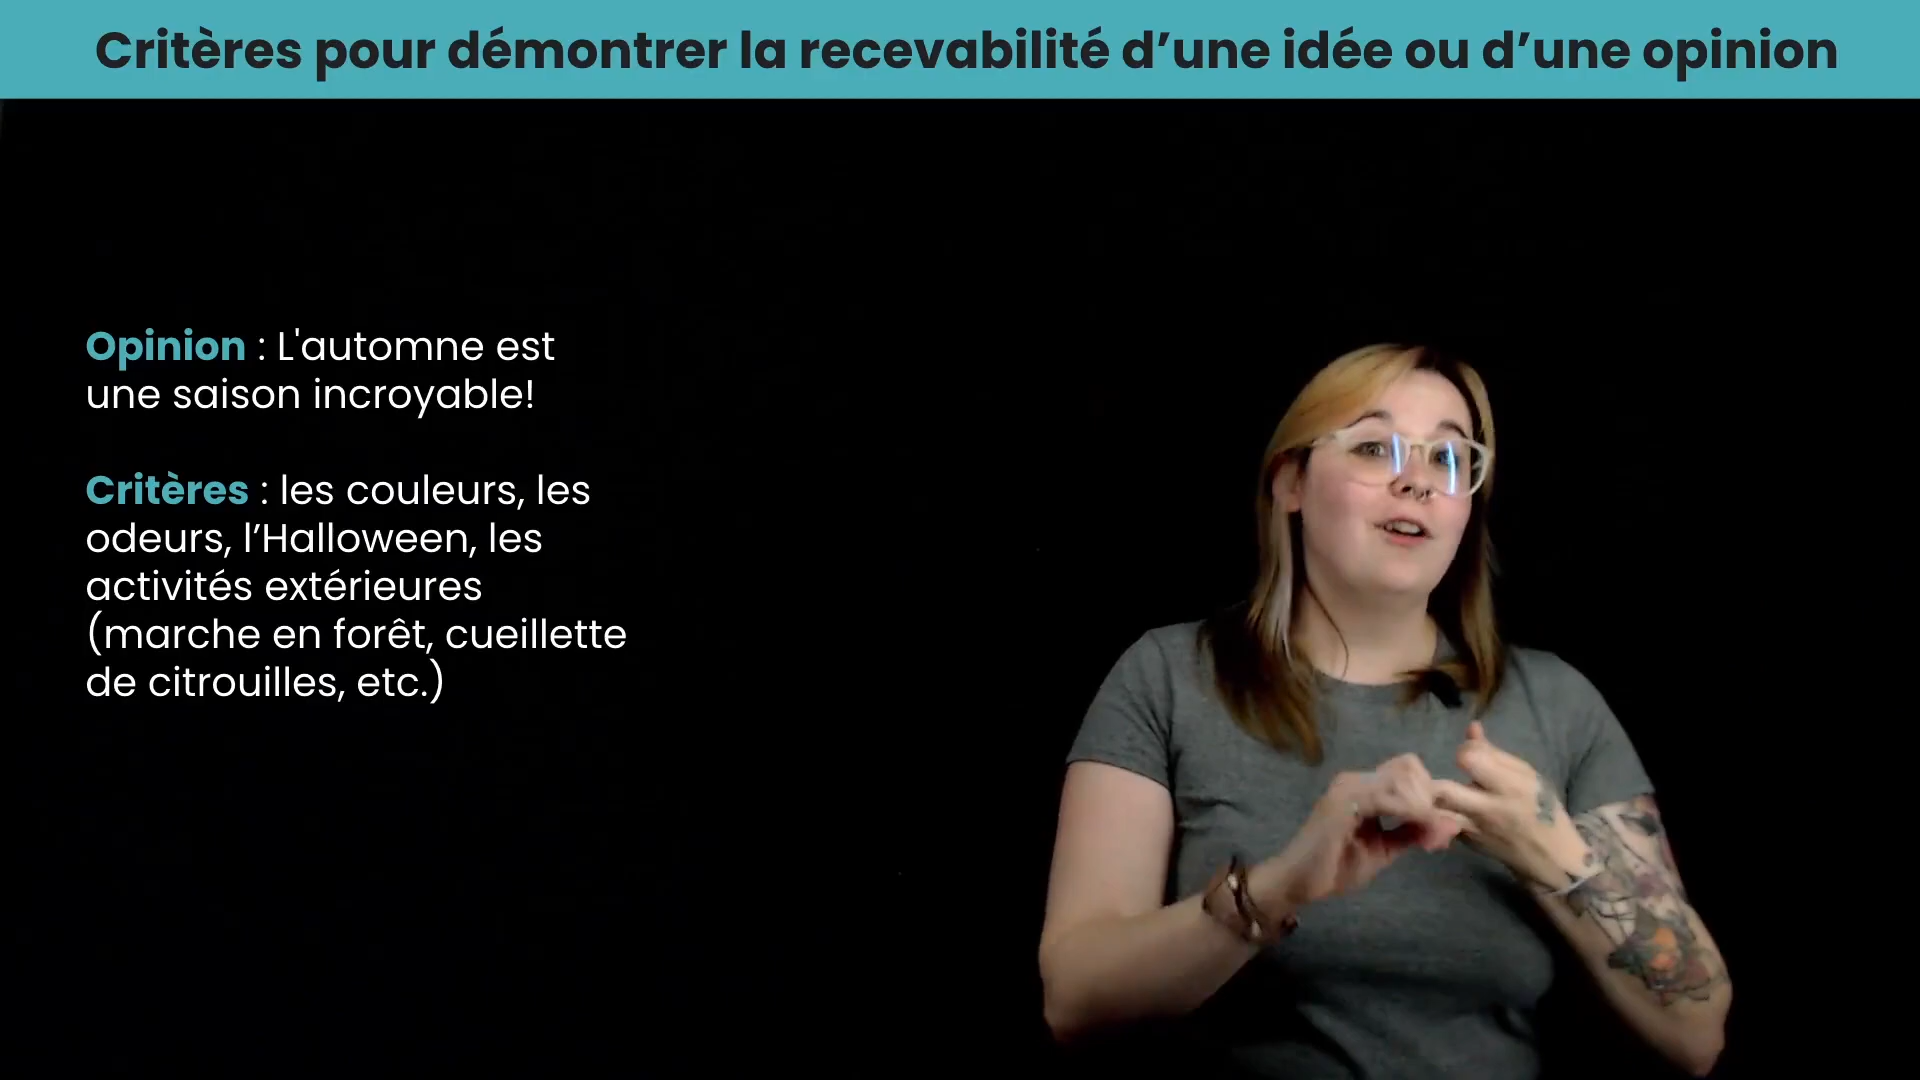 Critères pour démontrer la recevabilité d’une idée ou d’une opinion
Opinion : L'automne est
une saison incroyable!
Critères : les couleurs, les
odeurs, l’Halloween, les
activités extérieures
(marche en forêt, cueillette
de citrouilles, etc.)